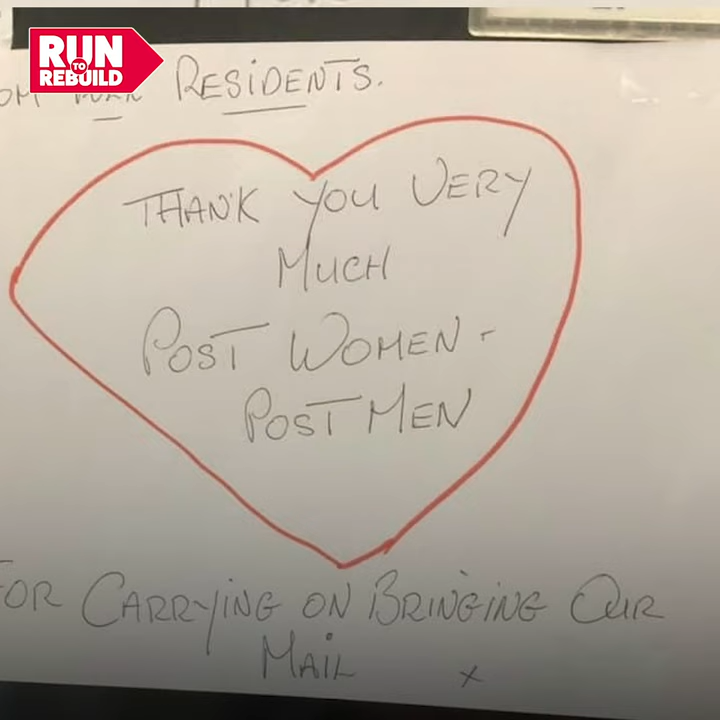 RUN
TO
REBUILD
RESIDENTS.
THANK YOU VERY
MUCH
POST WOMEN -
POST MEN
FOR CARRYING ON BRINGING OUR
MAIL x